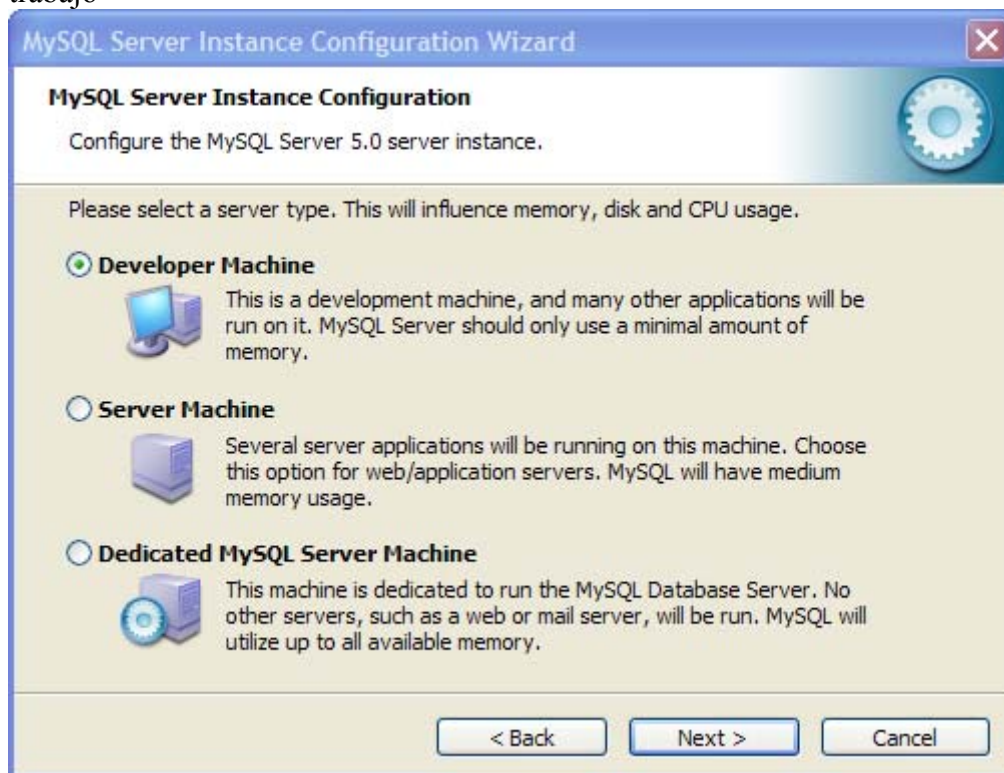 trabajo
MySQL Server Instance Configuration Wizard
MySQL Server Instance Configuration
Configure the MySQL Server 5.0 server instance.
Please select a server type. This will influence memory, disk and CPU usage.
Developer Machine
This is a development machine, and many other applications will be
run on it. MySQL Server should only use a minimal amount of
memory.
Server Machine
Several server applications will be running on this machine. Choose
this option for web/application servers. MySQL will have medium
memory usage.
Dedicated MySQL Server Machine
This machine is dedicated to run the MySQL Database Server. No
other servers, such as a web or mail server, will be run. MySQL will
utilize up to all available memory.
< Back Next > Cancel